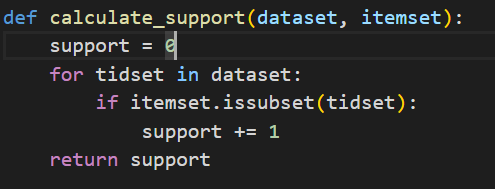 def calculate_support(dataset, itemset):
    support = 0
    for tidset in dataset:
        if itemset.issubset(tidset):
            support += 1
    return support